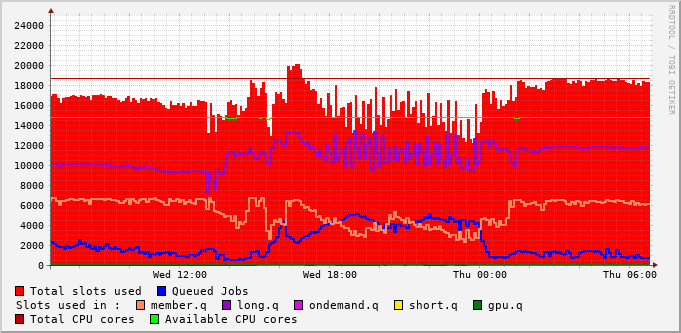 RRDTOOL / TOBI OETIKER
24000
22000
20000
18000
16000
14000
12000
10000
8000
6000
4000
2000
0
Wed 12:00 Wed 18:00 Thu 00:00 Thu 06:00
Total slots used Queued Jobs
Slots used in : member.q long.q ondemand.q short.q gpu.q
Total CPU cores Available CPU cores